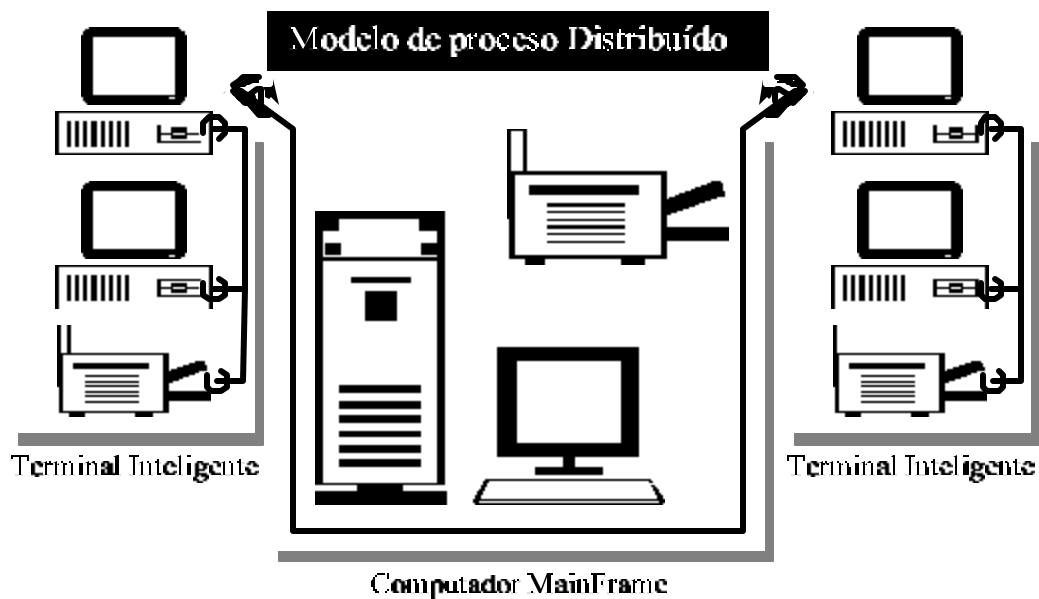 Modelo de proceso Distribuído
Terminal Inteligente
Terminal Inteligente
Computador MainFrame